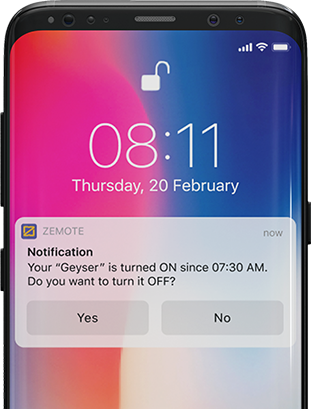 08:11
Thursday, 20 February
ZEMOTE now
Notification
Your “Geyser” is turned ON since 07:30 AM.
Do you want to turn it OFF?
Yes No